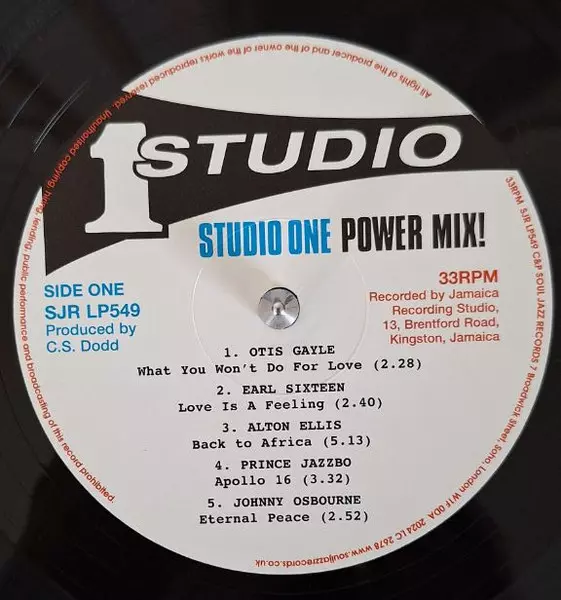 1 STUDIO
STUDIO ONE POWER MIX!
SIDE ONE
SJR LP549
Produced by
C.S. Dodd
33RPM
Recorded by Jamaica
Recording Studio,
13, Brentford Road,
Kingston, Jamaica
1. OTIS GAYLE
What You Won't Do For Love (2.28)
2. EARL SIXTEEN
Love Is A Feeling (2.40)
3. ALTON ELLIS
Back to Africa (5.13)
4. PRINCE JAZZBO
Apollo 16 (3.32)
5. JOHNNY OSBOURNE
Eternal Peace (2.52)
All rights of the producer and of the owner of the works reproduced reserved. Unauthorised copying, hiring, lending, public performance and broadcasting of this record prohibited.
33RPM SJR LP549 C&P SOUL JAZZ RECORDS 7 Broadwick Street, Soho, London W1F 0DA 2024 LC 2678 www.souljazzrecords.co.uk